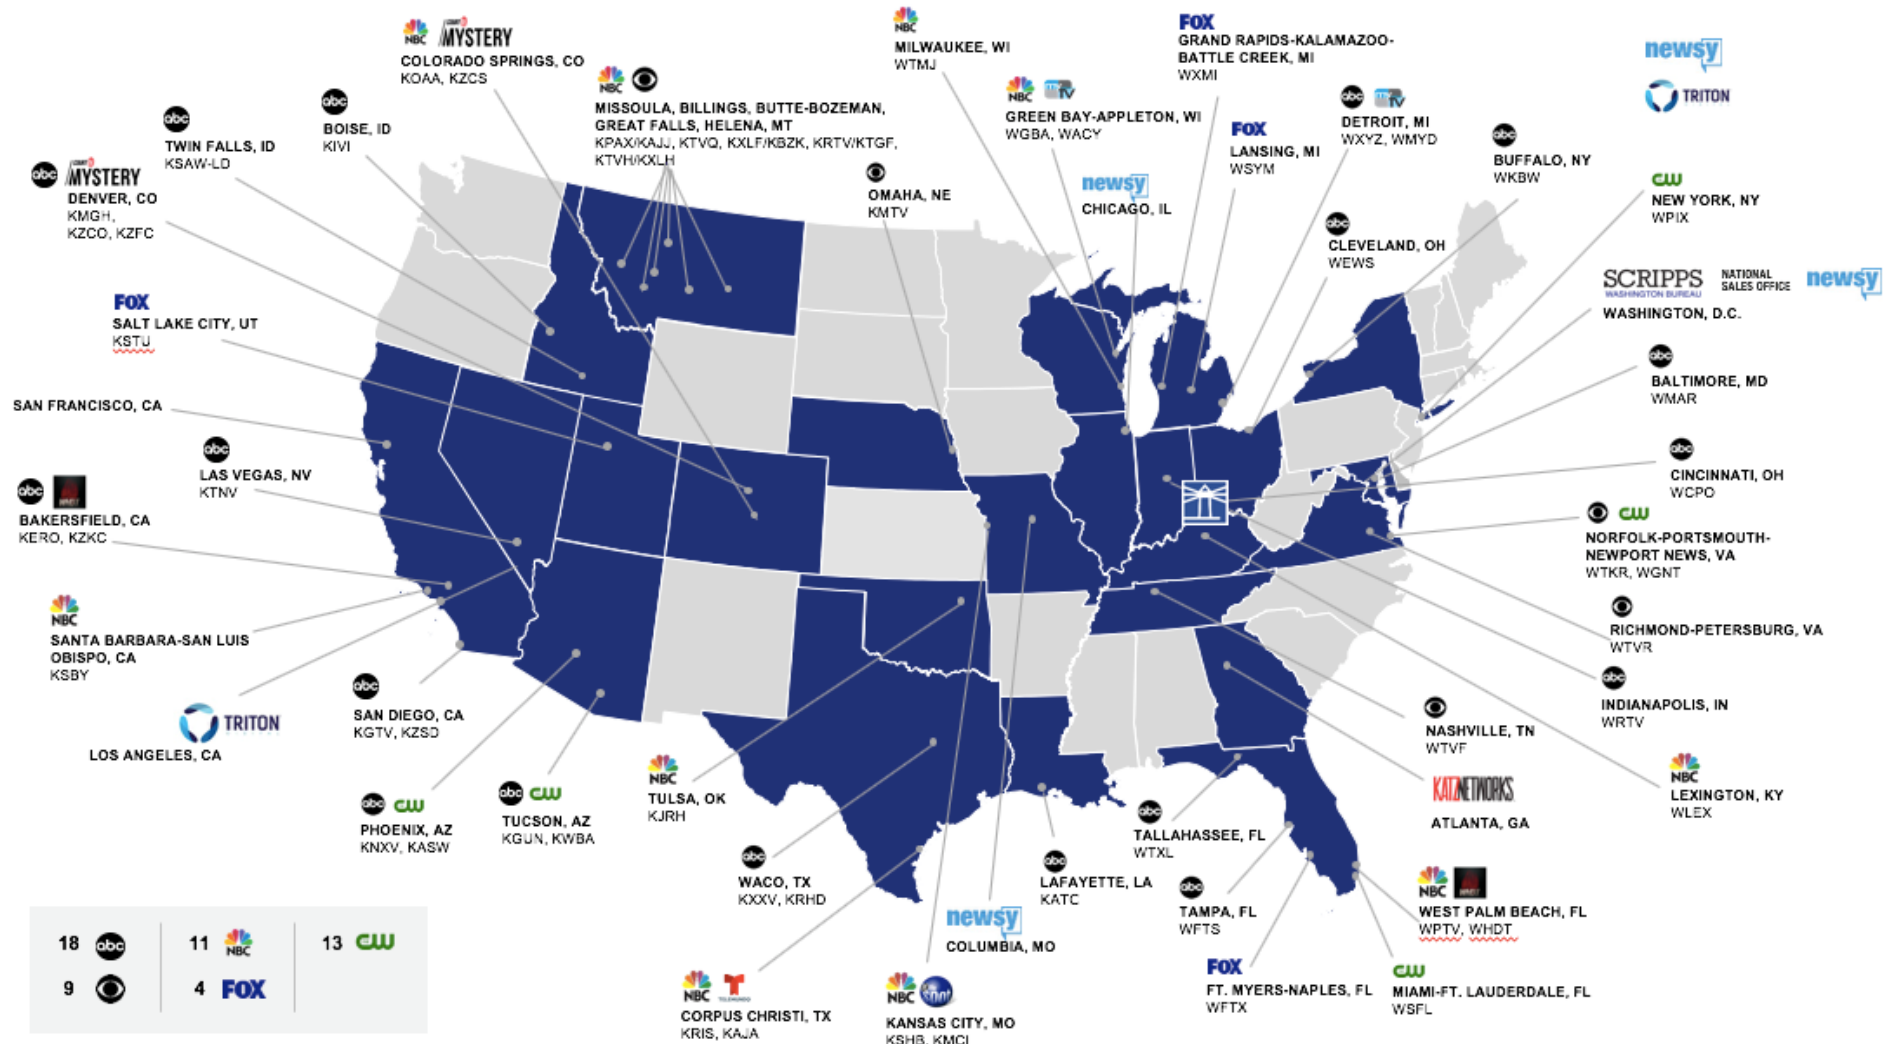 NBC COURT MYSTERY
COLORADO SPRINGS, CO
KOAA, KZCS
NBC
MISSOULA, BILLINGS, BUTTE-BOZEMAN,
GREAT FALLS, HELENA, MT
KPAX/KAJJ, KTVQ, KXLF/KBZK, KRTV/KTGF,
KTVH/KXLH
NBC
MILWAUKEE, WI
WTMJ
FOX
GRAND RAPIDS-KALAMAZOO-
BATTLE CREEK, MI
WXMI
newsy
TRITON
abc
TWIN FALLS, ID
KSAW-LD
abc
BOISE, ID
KIVI
NBC my TV
GREEN BAY-APPLETON, WI
WGBA, WACY
FOX
LANSING, MI
WSYM
abc my TV
DETROIT, MI
WXYZ, WMYD
abc
BUFFALO, NY
WKBW
abc COURT MYSTERY
DENVER, CO
KMGH,
KZCO, KZFC
OMAHA, NE
KMTV
newsy
CHICAGO, IL
CW
NEW YORK, NY
WPIX
abc
CLEVELAND, OH
WEWS
SCRIPPS
WASHINGTON BUREAU
NATIONAL
SALES OFFICE
newsy
WASHINGTON, D.C.
FOX
SALT LAKE CITY, UT
KSTU
abc
BALTIMORE, MD
WMAR
SAN FRANCISCO, CA
abc
LAS VEGAS, NV
KTNV
abc
CINCINNATI, OH
WCPO
abc
BAKERSFIELD, CA
KERO, KZKC
CW
NORFOLK-PORTSMOUTH-
NEWPORT NEWS, VA
WTKR, WGNT
NBC
SANTA BARBARA-SAN LUIS
OBISPO, CA
KSBY
RICHMOND-PETERSBURG, VA
WTVR
abc
INDIANAPOLIS, IN
WRTV
TRITON
LOS ANGELES, CA
abc
SAN DIEGO, CA
KGTV, KZSD
NASHVILLE, TN
WTVF
NBC
LEXINGTON, KY
WLEX
KATZNETWORKS
ATLANTA, GA
abc CW
PHOENIX, AZ
KNXV, KASW
abc CW
TUCSON, AZ
KGUN, KWBA
NBC
TULSA, OK
KJRH
abc
WACO, TX
KXXV, KRHD
abc
LAFAYETTE, LA
KATC
abc
TALLAHASSEE, FL
WTXL
abc
TAMPA, FL
WFTS
NBC
WEST PALM BEACH, FL
WPTV, WHDT
newsy
COLUMBIA, MO
FOX
FT. MYERS-NAPLES, FL
WFTX
CW
MIAMI-FT. LAUDERDALE, FL
WSFL
NBC TELEMUNDO
CORPUS CHRISTI, TX
KRIS, KAJA
NBC spot
KANSAS CITY, MO
KSHB, KMCI
18 abc
11 NBC
13 CW
9
4 FOX